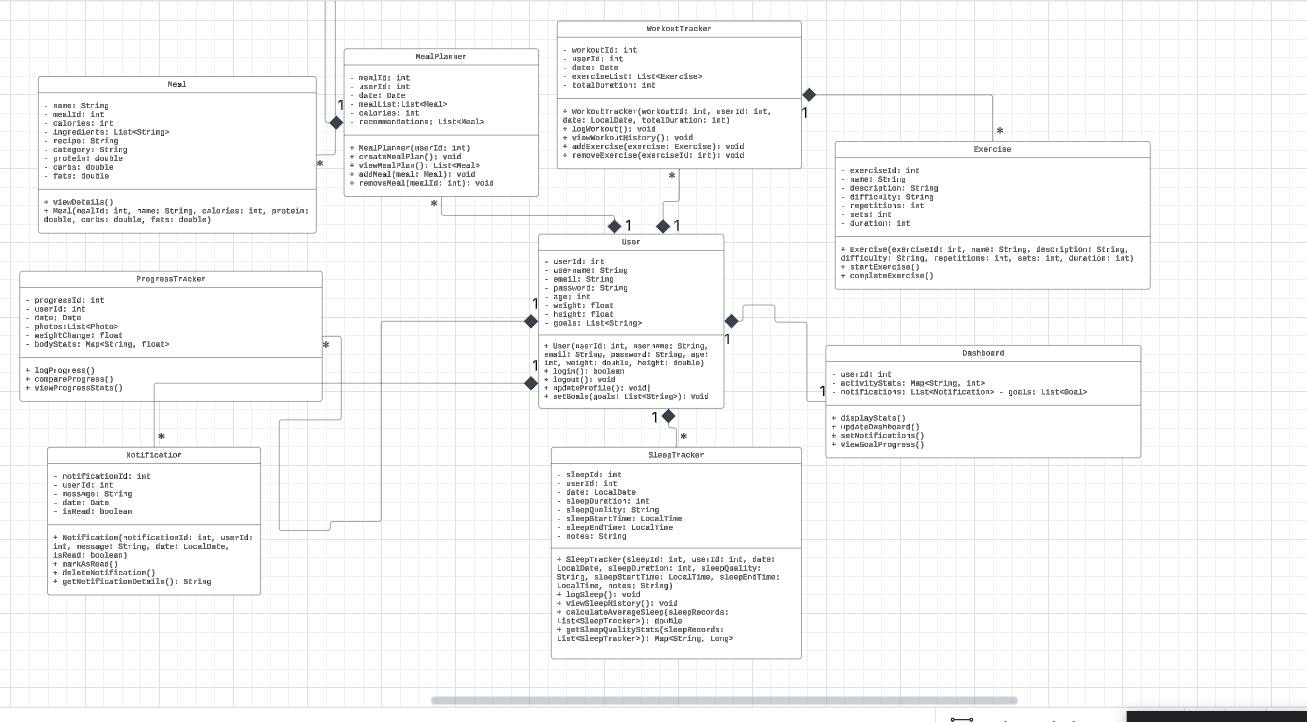 WorkoutTracker
- workoutId: int
- userId: int
- date: Date
- exerciseList: List<Exercise>
- totalDuration: int
+ WorkoutTracker(workoutId: int, userId: int,
date: LocalDate, totalDuration: int)
+ logWorkout(): void
+ viewWorkoutHistory(): void
+ addExercise(exercise: Exercise): void
+ removeExercise(exerciseId: int): void
1
*
*
MealPlanner
- mealId: int
- userId: int
- date: Date
- mealList:List<Meal>
- calories: int
- recommendations; List<Meal>
+ MealPlanner(userId: int)
+ createMealPlan(): void
+ viewMealPlan(): List<Meal>
+ addMeal(meal: Meal): void
+ removeMeal(mealId: int): void
1
*
*
Meal
- name: String
- mealId: int
- calories: int
- ingredients: List<String>
- recipe: String
- category: String
- protein: double
- carbs: double
- fats: double
+ viewDetails()
+ Meal(mealId: int, name: String, calories: int, protein:
double, carbs: double, fats: double)
Exercise
- exerciseId: int
- name: String
- description: String
- difficulty: String
- repetitions: int
- sets: int
- duration: int
+ Exercise(exerciseId: int, name: String, description: String,
difficulty: String, repetitions: int, sets: int, duration: int)
+ startExercise()
+ completeExercise()
1
1
User
- userId: int
- username: String
- email: String
- password: String
- age: int
- weight: float
- height: float
- goals: List<String>
+ User(userId: int, username: String,
email: String, password: String, age:
int, weight: double, height: double)
+ login(): boolean
+ logout(): void
+ updateProfile(): void
+ setGoals(goals: List<String>): void
1
1
1
1
*
ProgressTracker
- progressId: int
- userId: int
- date: Date
- photos:List<Photo>
- weightChange: float
- bodyStats: Map<String, float>
+ logProgress()
+ compareProgress()
+ viewProgressStats()
*
Dashboard
- userId: int
- activityStats: Map<String, int>
- notifications: List<Notification> - goals: List<Goal>
+ displayStats()
+ updateDashboard()
+ setNotifications()
+ viewGoalProgress()
1
*
Notification
- notificationId: int
- userId: int
- message: String
- date: Date
- isRead: boolean
+ Notification(notificationId: int, userId:
int, message: String, date: LocalDate,
isRead: boolean)
+ markAsRead()
+ deleteNotification()
+ getNotificationDetails(): String
SleepTracker
- sleepId: int
- userId: int
- date: LocalDate
- sleepDuration: int
- sleepQuality: String
- sleepStartTime: LocalTime
- sleepEndTime: LocalTime
- notes: String
+ SleepTracker(sleepId: int, userId: int, date:
LocalDate, sleepDuration: int, sleepQuality:
String, sleepStartTime: LocalTime, sleepEndTime:
LocalTime, notes: String)
+ logSleep(): void
+ viewSleepHistory(): void
+ calculateAverageSleep(sleepRecords:
List<SleepTracker>): double
+ getSleepQualityStats(sleepRecords:
List<SleepTracker>): Map<String, Long>